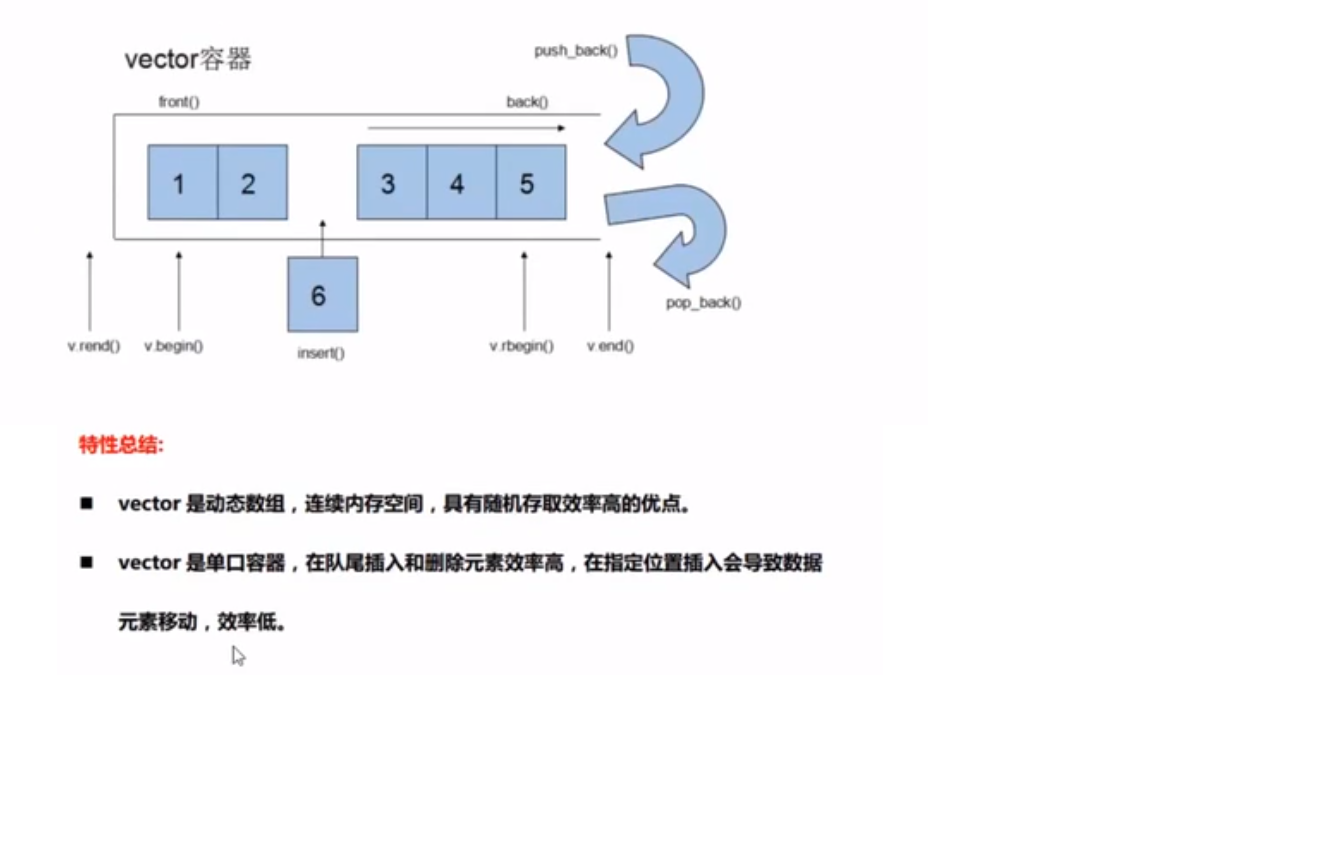 vector容器
push_back()
front()
back()
1 2 3 4 5
6
pop_back()
v.rend() v.begin() insert() v.rbegin() v.end()
特性总结:
■ vector 是动态数组，连续内存空间，具有随机存取效率高的优点。
■ vector 是单口容器，在队尾插入和删除元素效率高，在指定位置插入会导致数据
元素移动，效率低。